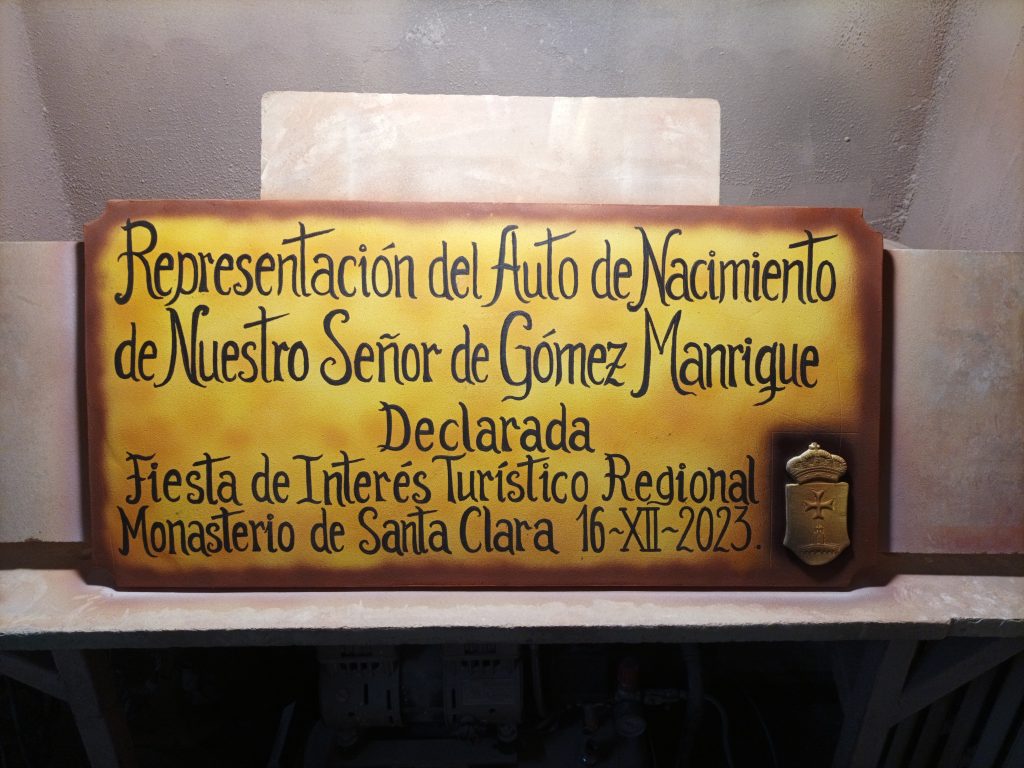 Representación del Auto de Nacimiento
de Nuestro Señor de Gómez Manrique
Declarada
Fiesta de Interés Turístico Regional
Monasterio de Santa Clara 16~XII~2023.